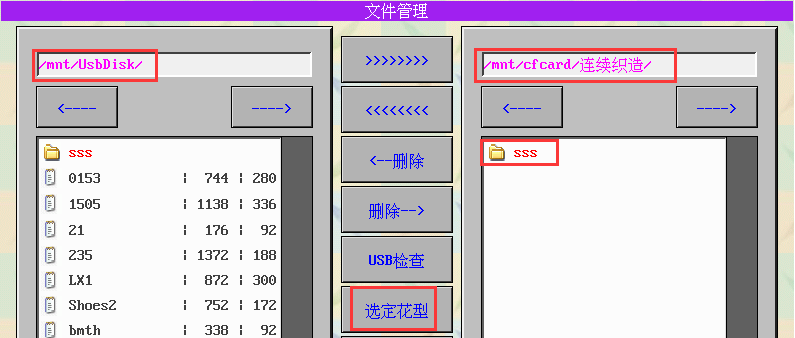 文件管理
/mnt/UsbDisk/
<----
---->
sss
0153 ¦ 744 ¦ 280
1505 ¦ 1138 ¦ 336
21 ¦ 176 ¦ 92
235 ¦ 1372 ¦ 188
LX1 ¦ 872 ¦ 300
Shoes2 ¦ 752 ¦ 172
bmth ¦ 338 ¦ 92
>>>>>>>>
<<<<<<<<
<--删除
删除-->
USB检查
选定花型
/mnt/cfcard/连续织造/
<----
---->
sss